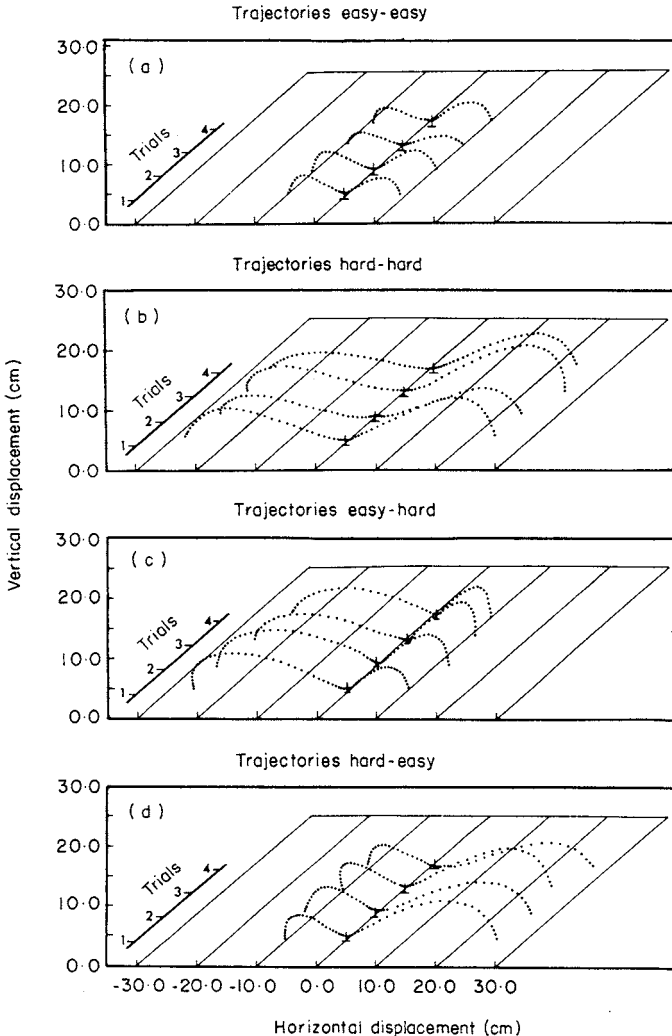 Trajectories easy-easy
30·0
(a)
20·0
Trials
4
3
10·0
2
1
0·0
Trajectories hard-hard
30·0
(b)
20·0
Trials
4
3
10·0
2
1
0·0
Vertical displacement (cm)
Trajectories easy-hard
30·0
(c)
20·0
Trials
4
3
10·0
2
1
0·0
Trajectories hard-easy
30·0
(d)
20·0
Trials
4
3
10·0
2
1
0·0
-30·0 -20·0 -10·0 0·0 10·0 20·0 30·0
Horizontal displacement (cm)